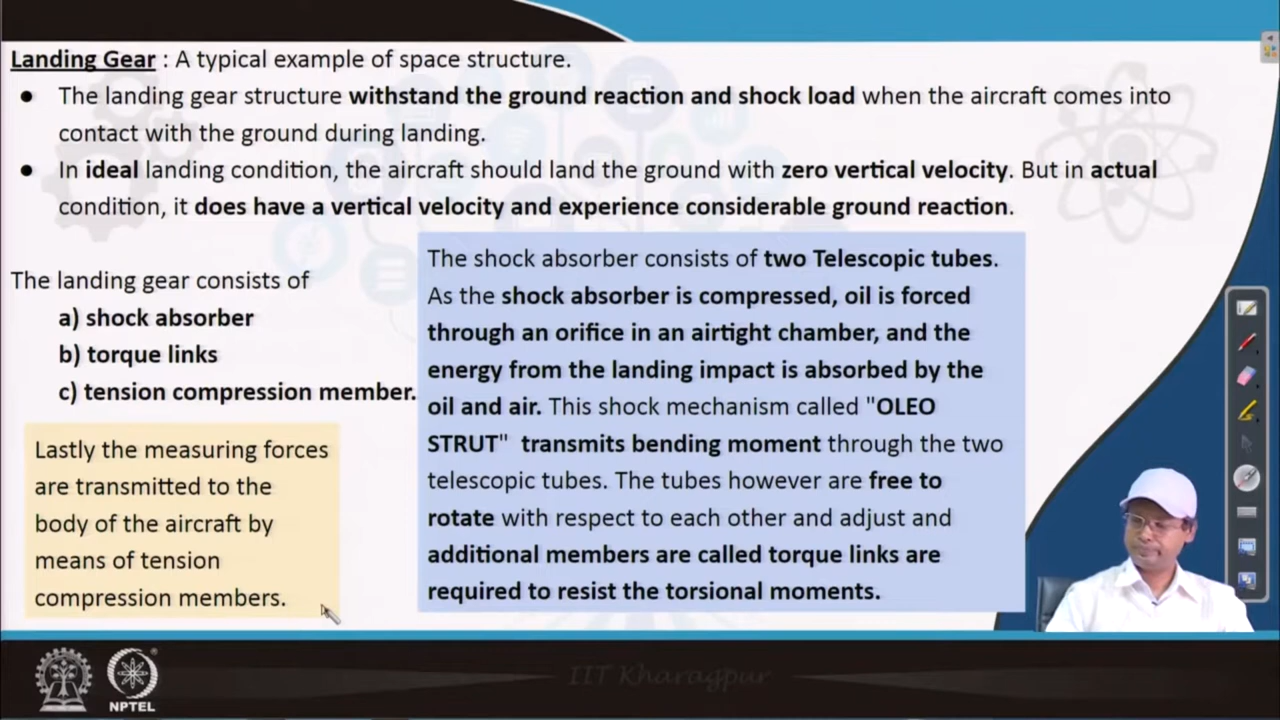 Landing Gear : A typical example of space structure.
● The landing gear structure withstand the ground reaction and shock load when the aircraft comes into
contact with the ground during landing.
● In ideal landing condition, the aircraft should land the ground with zero vertical velocity. But in actual
condition, it does have a vertical velocity and experience considerable ground reaction.
The landing gear consists of
a) shock absorber
b) torque links
c) tension compression member.
Lastly the measuring forces
are transmitted to the
body of the aircraft by
means of tension
compression members.
The shock absorber consists of two Telescopic tubes.
As the shock absorber is compressed, oil is forced
through an orifice in an airtight chamber, and the
energy from the landing impact is absorbed by the
oil and air. This shock mechanism called "OLEO
STRUT" transmits bending moment through the two
telescopic tubes. The tubes however are free to
rotate with respect to each other and adjust and
additional members are called torque links are
required to resist the torsional moments.
NPTEL
IIT Kharagpur